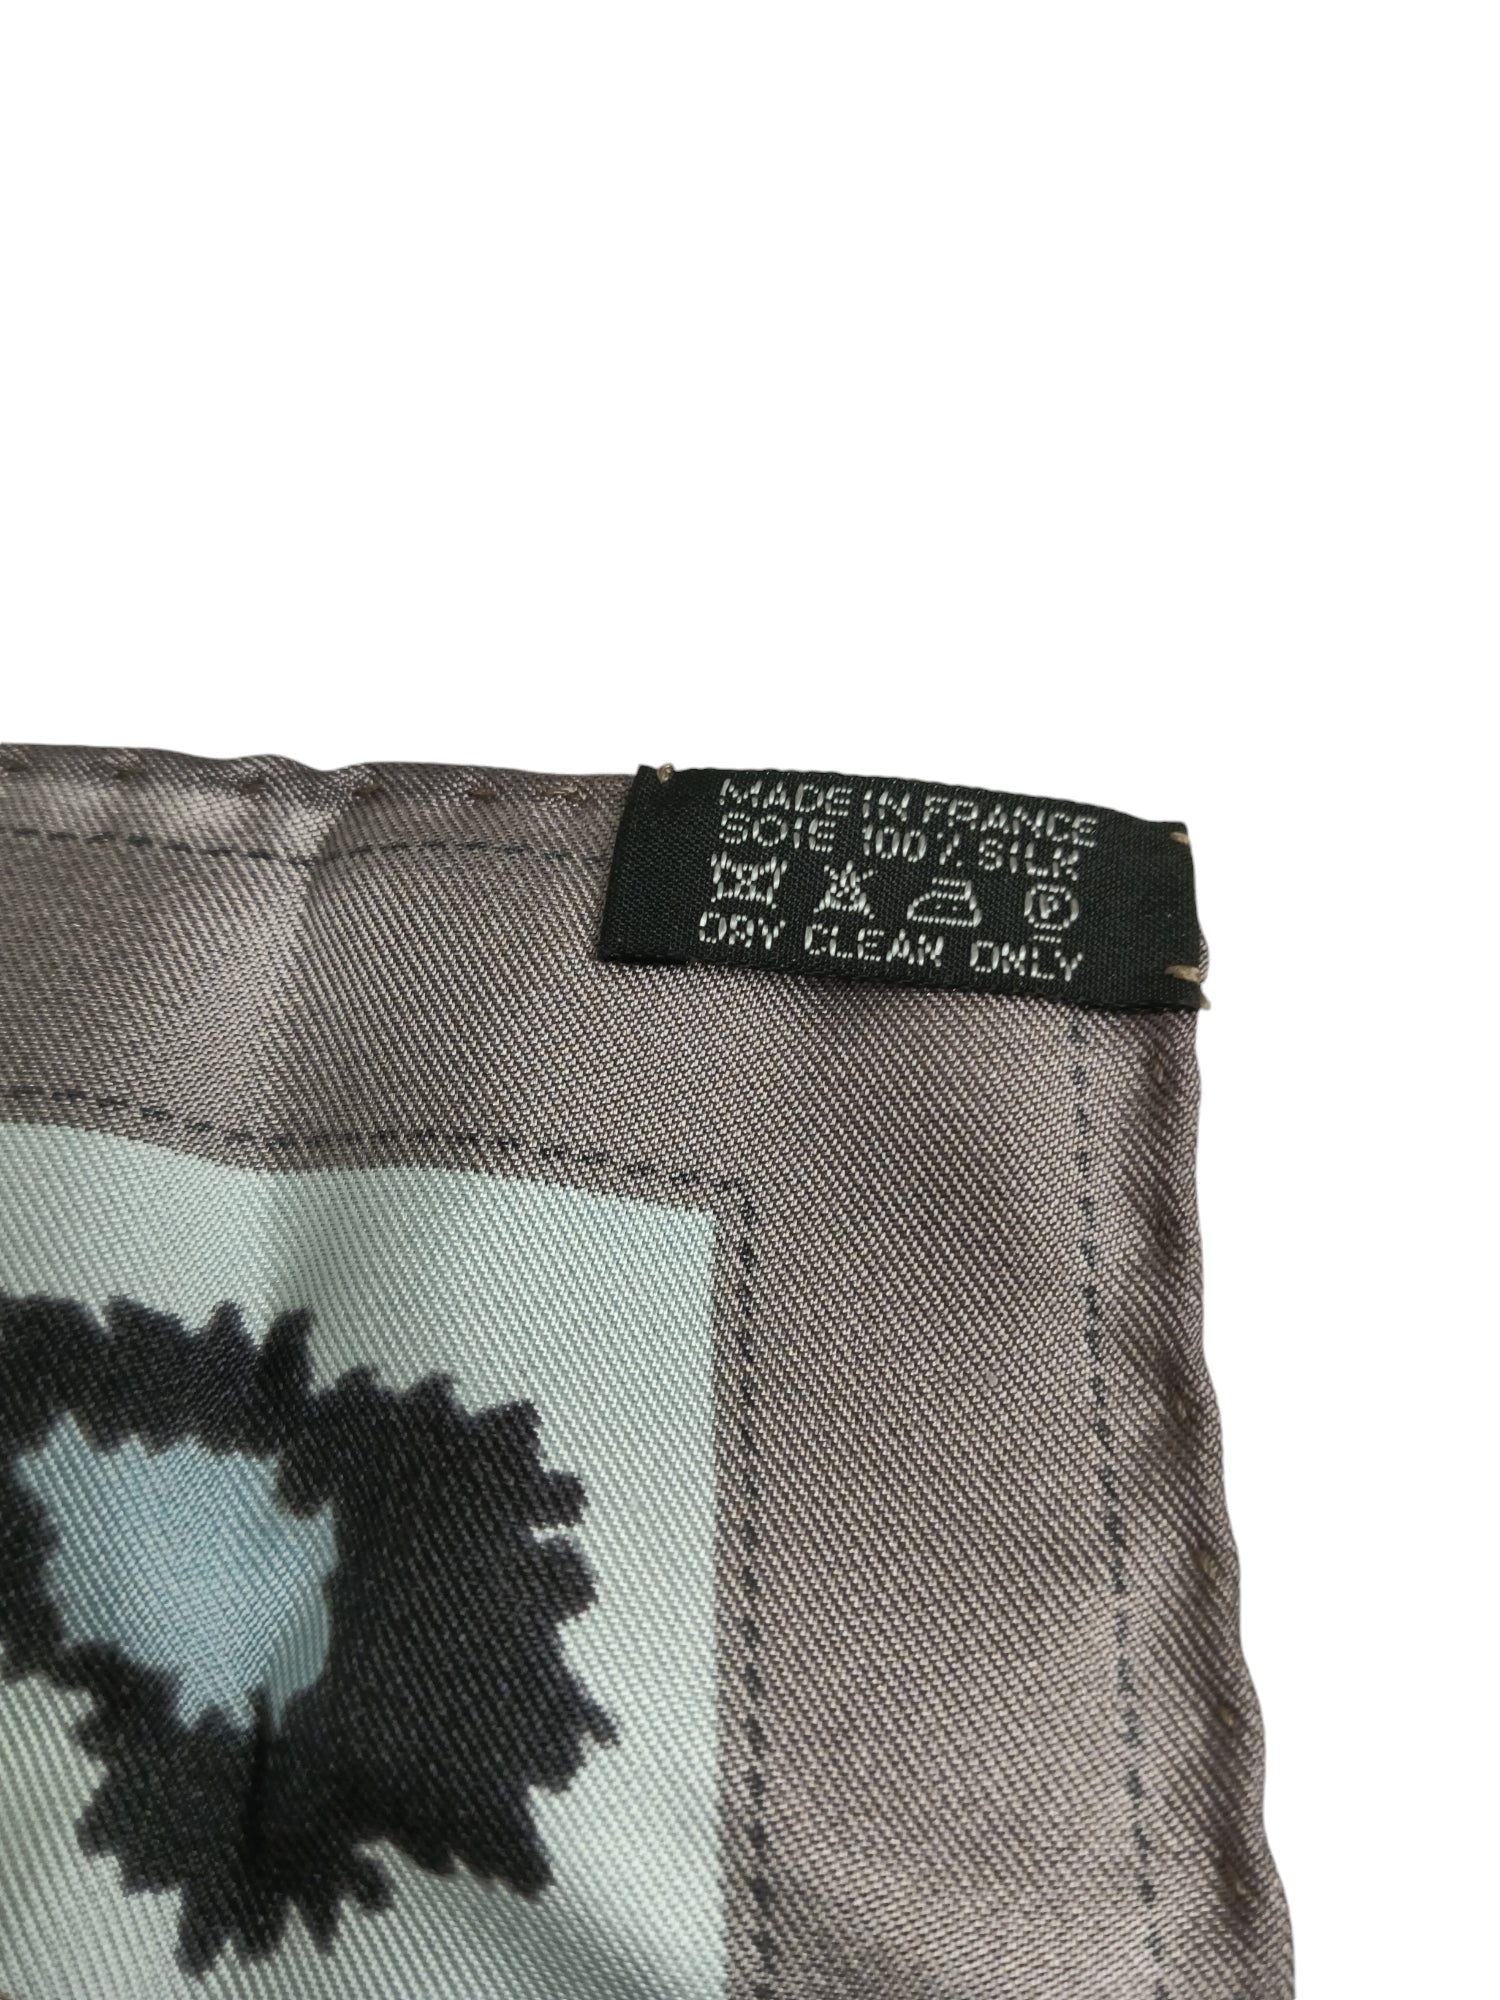 MADE IN FRANCE
SOIE 100% SILK
P
DRY CLEAN ONLY